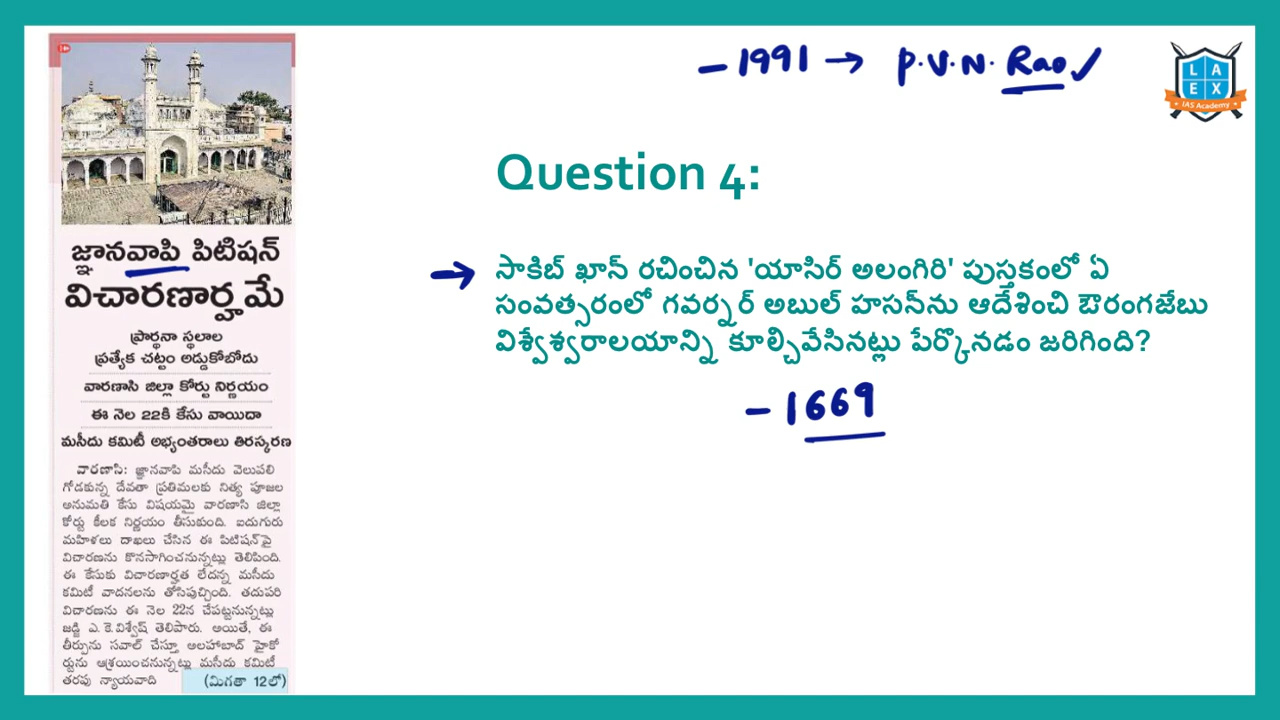 జ్ఞానవాపి పిటిషన్
విచారణార్హమే
ప్రార్థనా స్థలాల
ప్రత్యేక చట్టం అడ్డుకోబోదు
వారణాసి జిల్లా కోర్టు నిర్ణయం
ఈ నెల 22కి కేసు వాయిదా
మసీదు కమిటీ అభ్యంతరాలు తిరస్కరణ
వారణాసి: జ్ఞానవాపి మసీదు వెలుపలి
గోడకున్న దేవతా ప్రతిమలకు నిత్య పూజల
అనుమతి కేసు విషయమై వారణాసి జిల్లా
కోర్టు కీలక నిర్ణయం తీసుకుంది. ఐదుగురు
మహిళలు దాఖలు చేసిన ఈ పిటిషన్‌పై
విచారణను కొనసాగించనున్నట్లు తెలిపింది.
ఈ కేసుకు విచారణార్హత లేదన్న మసీదు
కమిటీ వాదనలను తోసిపుచ్చింది. తదుపరి
విచారణను ఈ నెల 22న చేపట్టనున్నట్లు
జడ్జి ఎ.కె.విశ్వేష్ తెలిపారు. అయితే, ఈ
తీర్పును సవాల్ చేస్తూ అలహాబాద్ హైకో
ర్టును ఆశ్రయించనున్నట్లు మసీదు కమిటీ
తరపు న్యాయవాది (మిగతా 12లో)
- 1991 → P.V.N. Rao ✓
L A
E X
IAS Academy
Question 4:
→ సాకిబ్ ఖాన్ రచించిన 'యాసిర్ అలంగిరి' పుస్తకంలో ఏ
సంవత్సరంలో గవర్నర్ అబుల్ హసన్‌ను ఆదేశించి ఔరంగజేబు
విశ్వేశ్వరాలయాన్ని కూల్చివేసినట్లు పేర్కొనడం జరిగింది?
- 1669